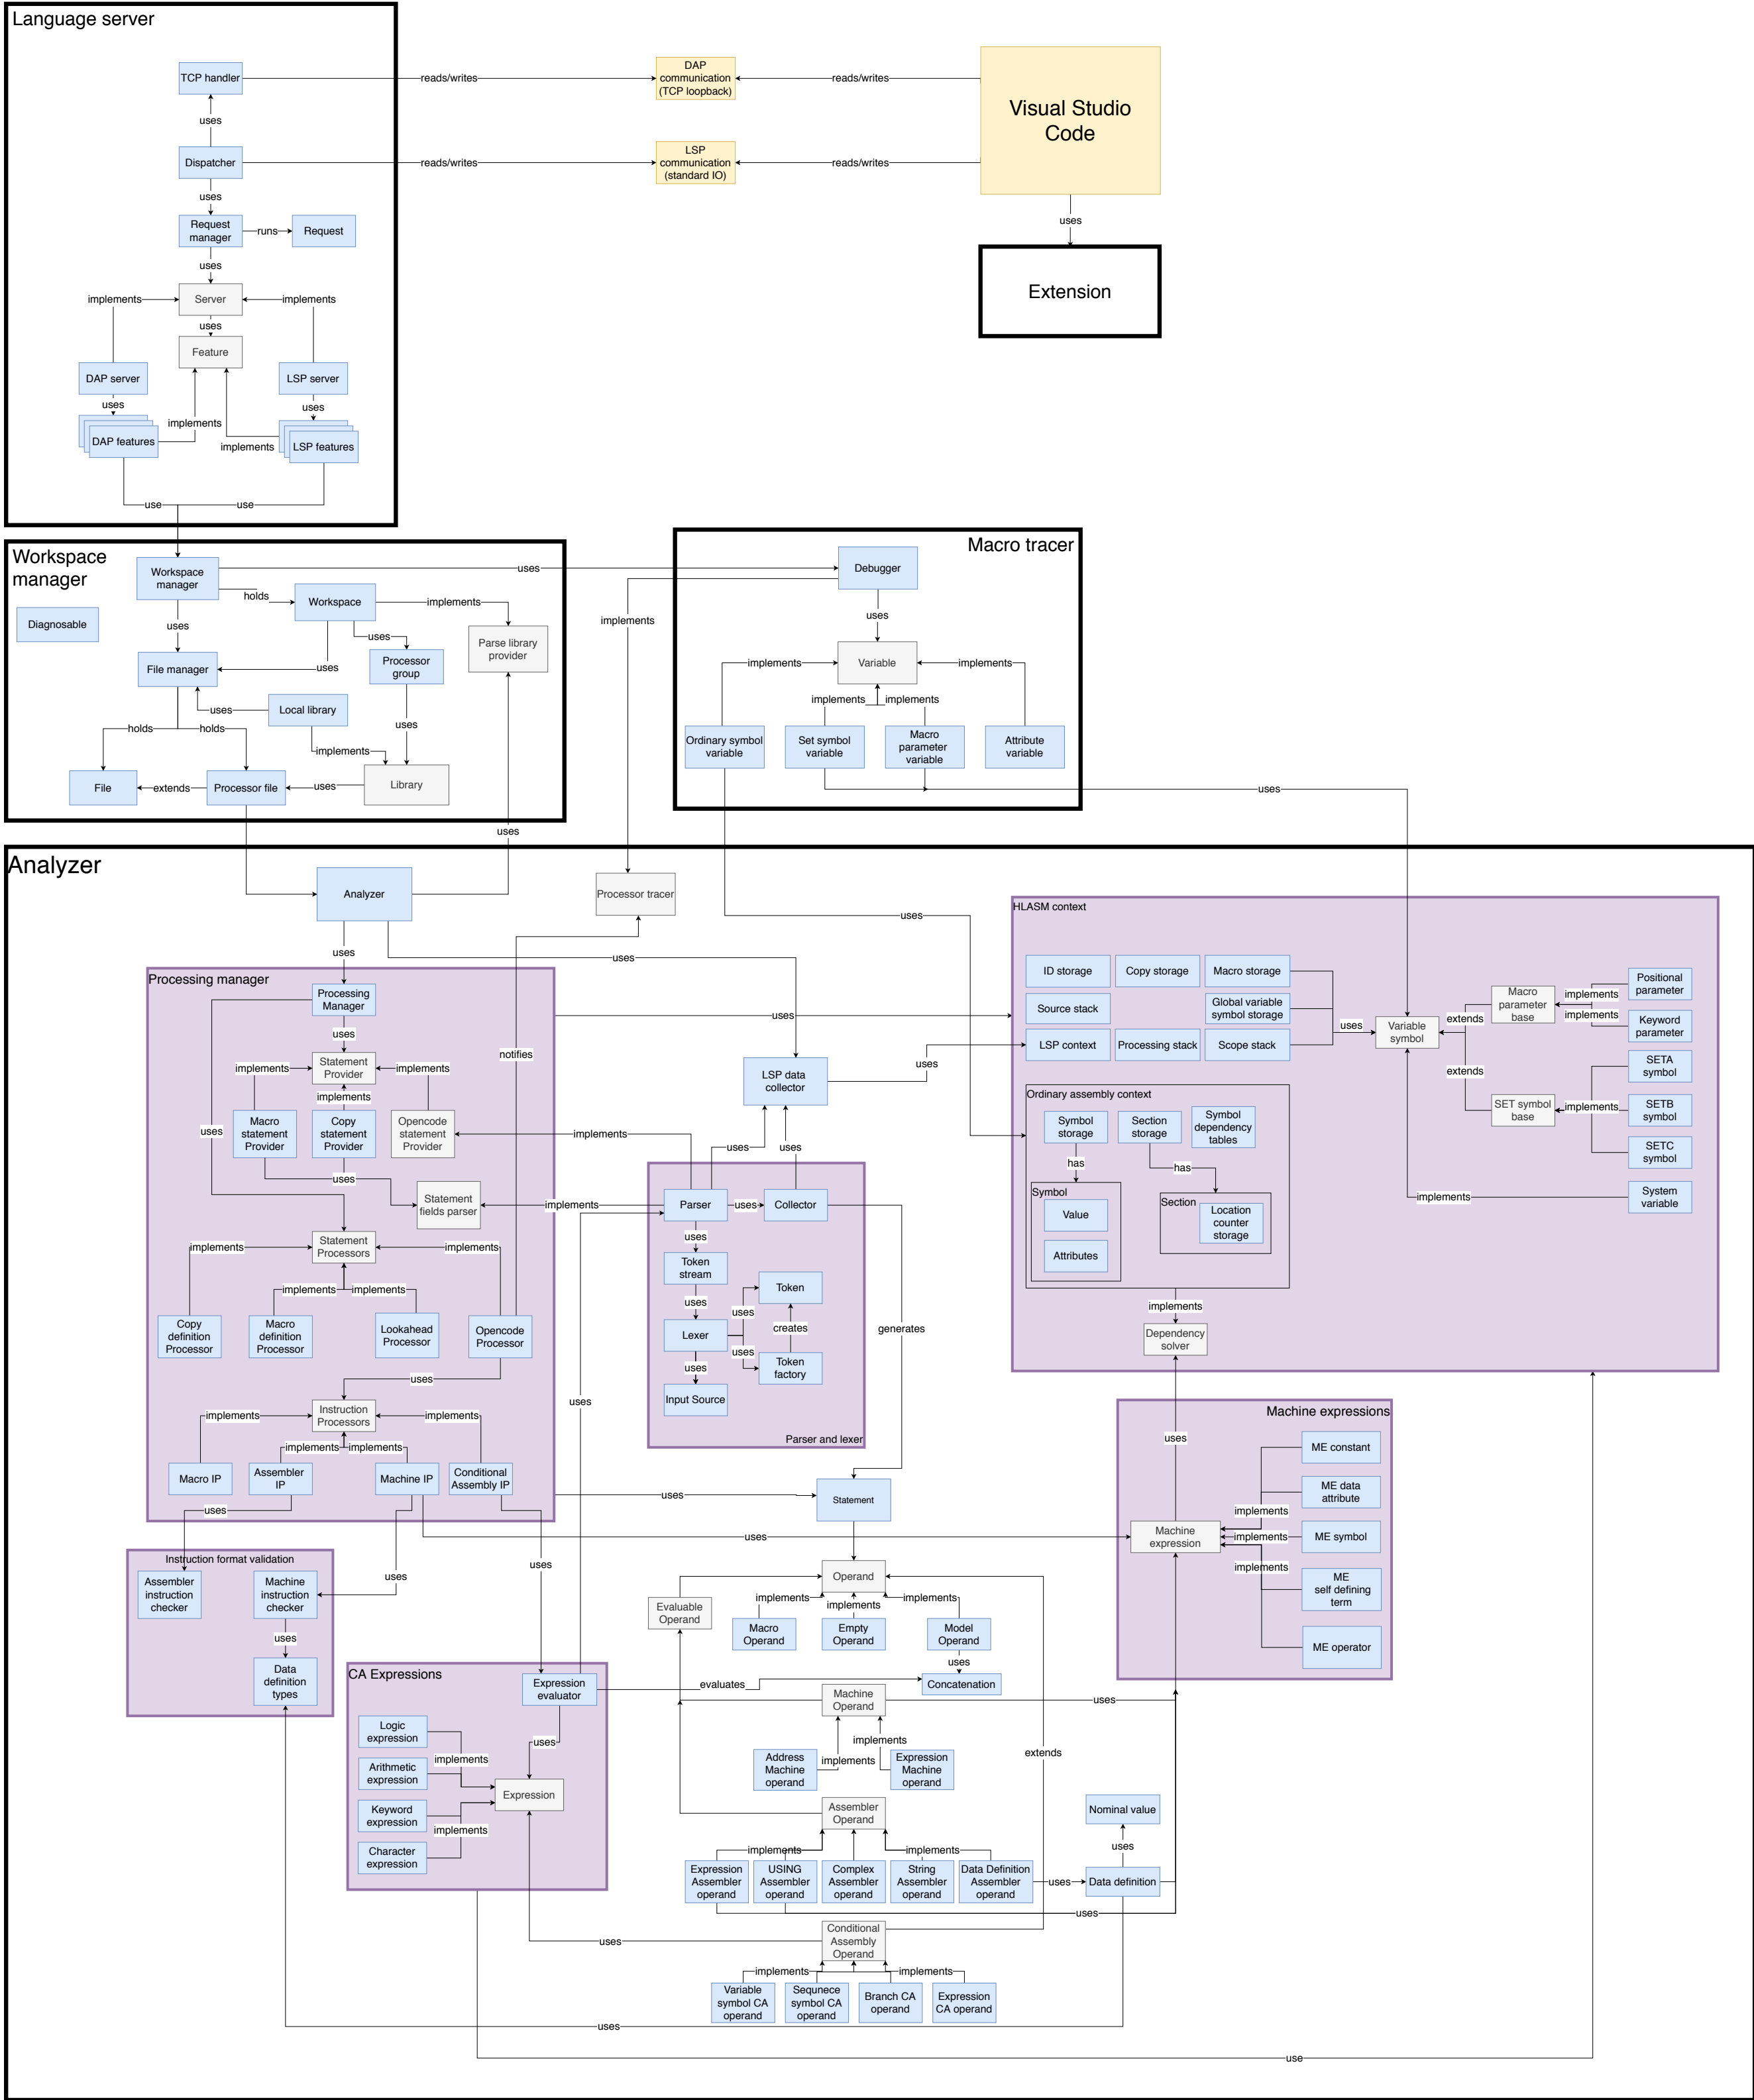 Language server
TCP handler
reads/writes
DAP
communication
(TCP loopback)
reads/writes
Visual Studio
Code
uses
Dispatcher
reads/writes
LSP
communication
(standard IO)
reads/writes
uses
uses
Request
manager
runs
Request
Extension
uses
implements
Server
implements
uses
Feature
DAP server
LSP server
uses
uses
implements
DAP features
implements
LSP features
use
use
Workspace
manager
Workspace
manager
uses
holds
Workspace
implements
Diagnosable
uses
uses
Parse library
provider
File manager
uses
Processor
group
uses
Local library
holds
holds
implements
uses
File
extends
Processor file
uses
Library
uses
Macro tracer
Debugger
implements
uses
implements
Variable
implements
implements
implements
Ordinary symbol
variable
Set symbol
variable
Macro
parameter
variable
Attribute
variable
uses
Analyzer
Analyzer
Processor tracer
uses
uses
uses
HLASM context
Processing manager
Processing
Manager
uses
uses
notifies
Statement
Provider
implements
implements
implements
Macro
statement
Provider
Copy
statement
Provider
Opencode
statement
Provider
uses
implements
uses
Statement
fields parser
implements
Statement
Processors
implements
implements
implements
implements
Copy
definition
Processor
Macro
definition
Processor
Lookahead
Processor
Opencode
Processor
uses
Instruction
Processors
implements
implements
implements
implements
Macro IP
Assembler
IP
Machine IP
Conditional
Assembly IP
uses
LSP data
collector
uses
uses
uses
Parser
uses
Collector
uses
Token
stream
Token
uses
uses
creates
Lexer
uses
uses
Token
factory
Input Source
Parser and lexer
generates
uses
ID storage
Copy storage
Macro storage
Source stack
Global variable
symbol storage
LSP context
Processing stack
Scope stack
uses
Variable
symbol
extends
extends
Macro
parameter
base
implements
implements
Positional
parameter
Keyword
parameter
SET symbol
base
implements
SETA
symbol
SETB
symbol
SETC
symbol
implements
System
variable
Ordinary assembly context
Symbol
storage
Section
storage
Symbol
dependency
tables
has
has
Symbol
Value
Attributes
Section
Location
counter
storage
implements
Dependency
solver
uses
Machine expressions
ME constant
ME data
attribute
implements
Machine
expression
implements
ME symbol
implements
ME
self defining
term
ME operator
uses
Statement
uses
Instruction format validation
Assembler
instruction
checker
Machine
instruction
checker
uses
uses
uses
Data
definition
types
Operand
Evaluable
Operand
implements
implements
implements
Macro
Operand
Empty
Operand
Model
Operand
uses
Concatenation
evaluates
CA Expressions
Expression
evaluator
Logic
expression
uses
implements
Arithmetic
expression
Expression
Keyword
expression
implements
Character
expression
Machine
Operand
uses
implements
implements
extends
Address
Machine
operand
Expression
Machine
operand
Assembler
Operand
Nominal value
implements
implements
uses
Expression
Assembler
operand
USING
Assembler
operand
Complex
Assembler
operand
String
Assembler
operand
Data Definition
Assembler
operand
uses
Data definition
uses
Conditional
Assembly
Operand
uses
implements
implements
Variable
symbol CA
operand
Sequnece
symbol CA
operand
Branch CA
operand
Expression
CA operand
uses
use